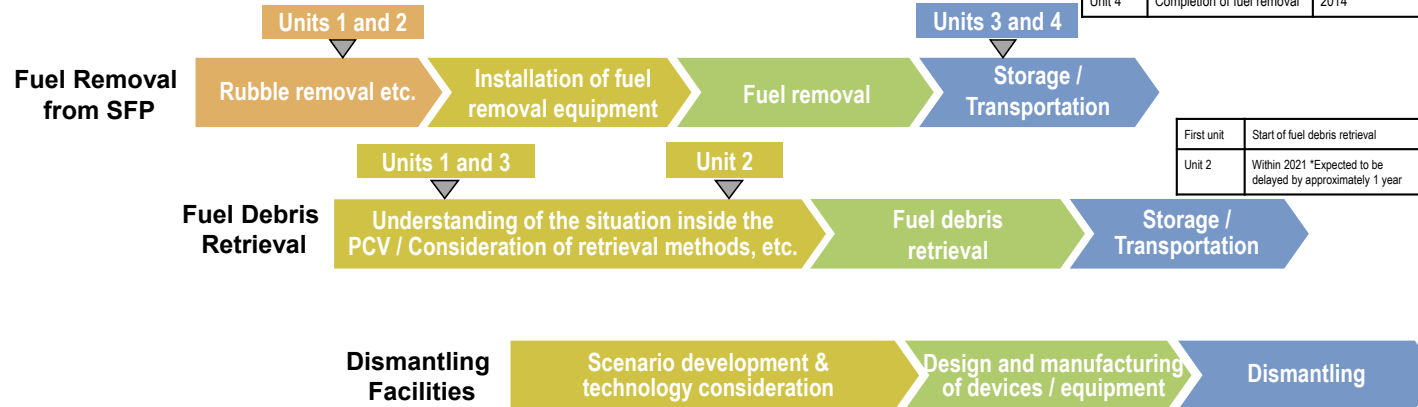 Unit 4 Completion of fuel removal 2014
Units 1 and 2
Units 3 and 4
Fuel Removal
from SFP
Rubble removal etc.
Installation of fuel
removal equipment
Fuel removal
Storage /
Transportation
First unit Start of fuel debris retrieval
Unit 2 Within 2021 *Expected to be
delayed by approximately 1 year
Units 1 and 3
Unit 2
Fuel Debris
Retrieval
Understanding of the situation inside the
PCV / Consideration of retrieval methods, etc.
Fuel debris
retrieval
Storage /
Transportation
Dismantling
Facilities
Scenario development &
technology consideration
Design and manufacturing
of devices / equipment
Dismantling